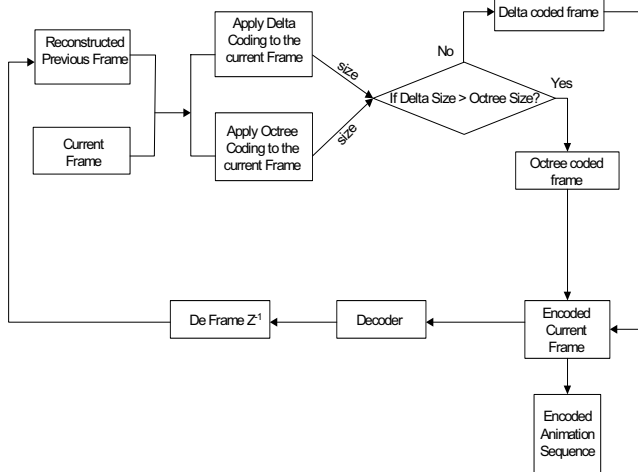 Delta coded frame
Apply Delta
Coding to the
current Frame
Reconstructed
Previous Frame
No
size
If Delta Size > Octree Size?
Yes
Current
Frame
Apply Octree
Coding to the
current Frame
size
Octree coded
frame
De Frame Z-1
Decoder
Encoded
Current
Frame
Encoded
Animation
Sequence